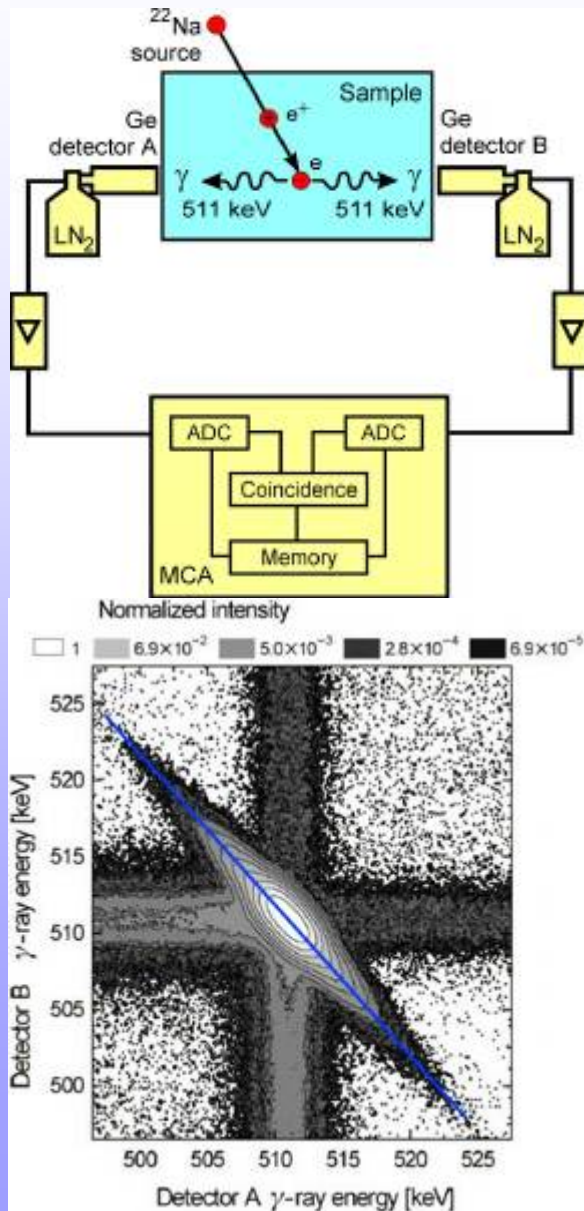 ²²Na
source
Sample
e⁺
Ge
detector A
Ge
detector B
e
γ
γ
511 keV
511 keV
LN₂
LN₂
ADC
ADC
Coincidence
Memory
MCA
Normalized intensity
1
6.9×10⁻²
5.0×10⁻³
2.8×10⁻⁴
6.9×10⁻⁵
Detector B γ-ray energy [keV]
525
520
515
510
505
500
500
505
510
515
520
525
Detector A γ-ray energy [keV]